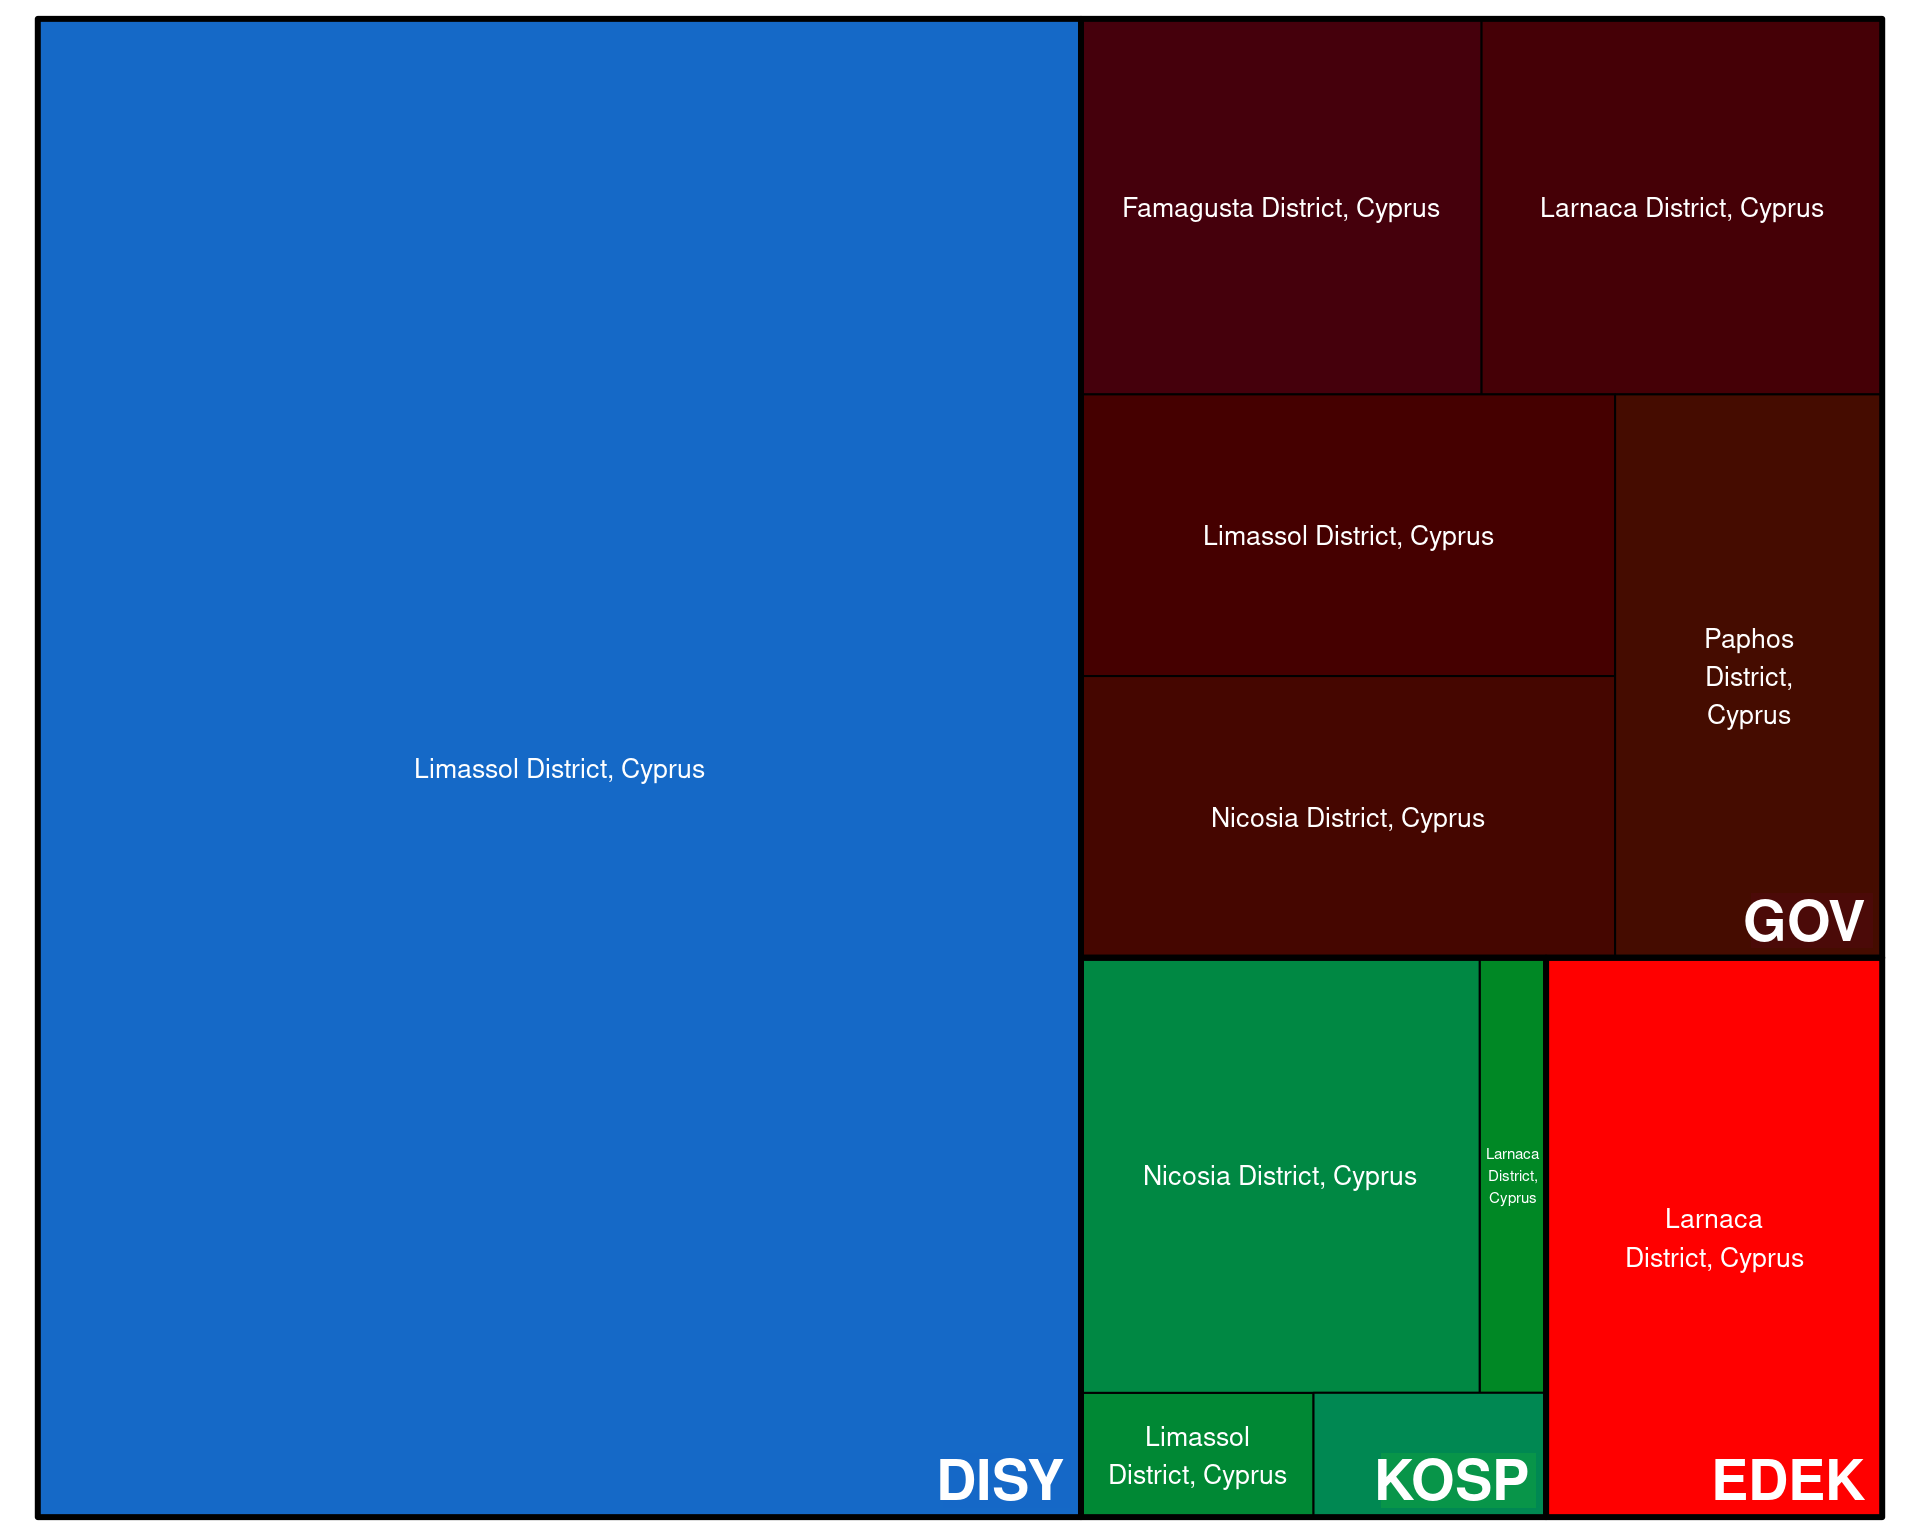 Limassol District, Cyprus
DISY
Famagusta District, Cyprus
Larnaca District, Cyprus
Limassol District, Cyprus
Paphos
District,
Cyprus
Nicosia District, Cyprus
GOV
Nicosia District, Cyprus
Larnaca
District,
Cyprus
Limassol
District, Cyprus
KOSP
Larnaca
District, Cyprus
EDEK